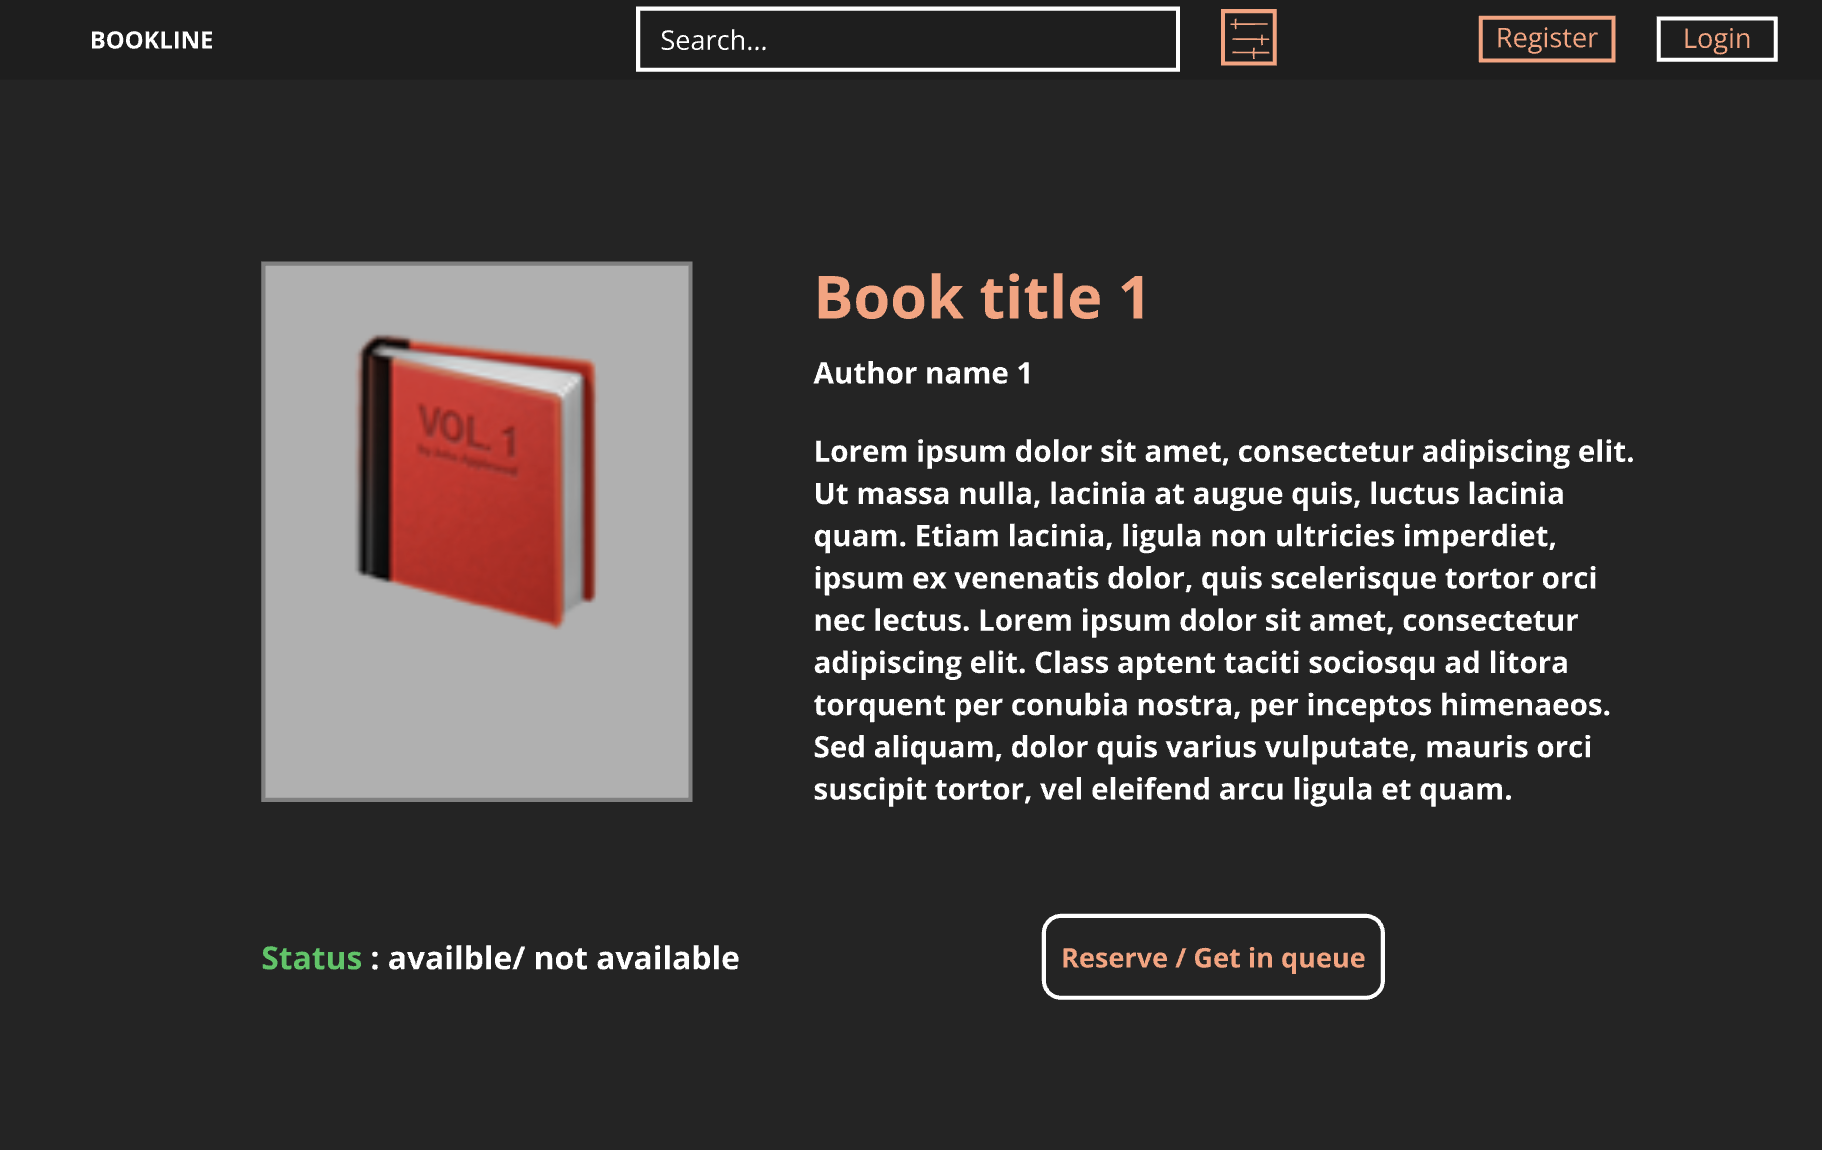 BOOKLINE
Search...
Register
Login
VOL. 1
Book title 1
Author name 1
Lorem ipsum dolor sit amet, consectetur adipiscing elit.
Ut massa nulla, lacinia at augue quis, luctus lacinia
quam. Etiam lacinia, ligula non ultricies imperdiet,
ipsum ex venenatis dolor, quis scelerisque tortor orci
nec lectus. Lorem ipsum dolor sit amet, consectetur
adipiscing elit. Class aptent taciti sociosqu ad litora
torquent per conubia nostra, per inceptos himenaeos.
Sed aliquam, dolor quis varius vulputate, mauris orci
suscipit tortor, vel eleifend arcu ligula et quam.
Status : availble/ not available
Reserve / Get in queue